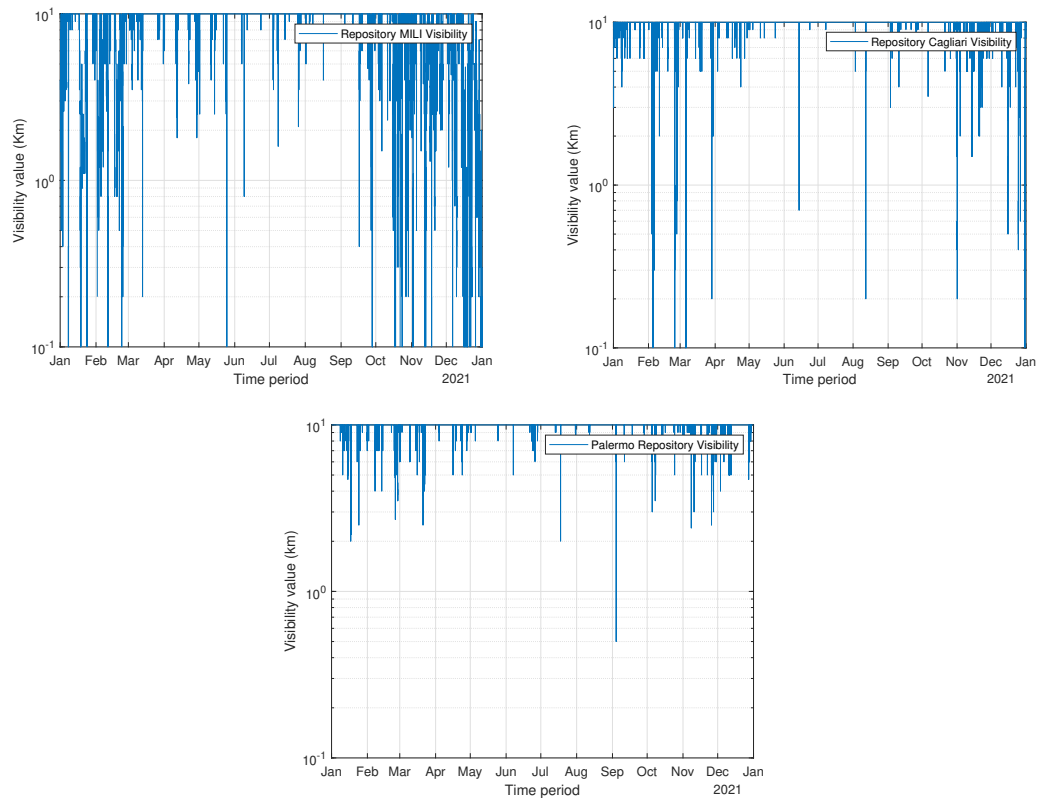 10^1
10^0
10^-1
Visibility value (Km)
Repository MILI Visibility
Jan Feb Mar Apr May Jun Jul Aug Sep Oct Nov Dec Jan
Time period
2021
10^1
10^0
10^-1
Visibility value (Km)
Repository Cagliari Visibility
Jan Feb Mar Apr May Jun Jul Aug Sep Oct Nov Dec Jan
Time period
2021
10^1
10^0
10^-1
Visibility value (km)
Palermo Repository Visibility
Jan Feb Mar Apr May Jun Jul Aug Sep Oct Nov Dec Jan
Time period
2021